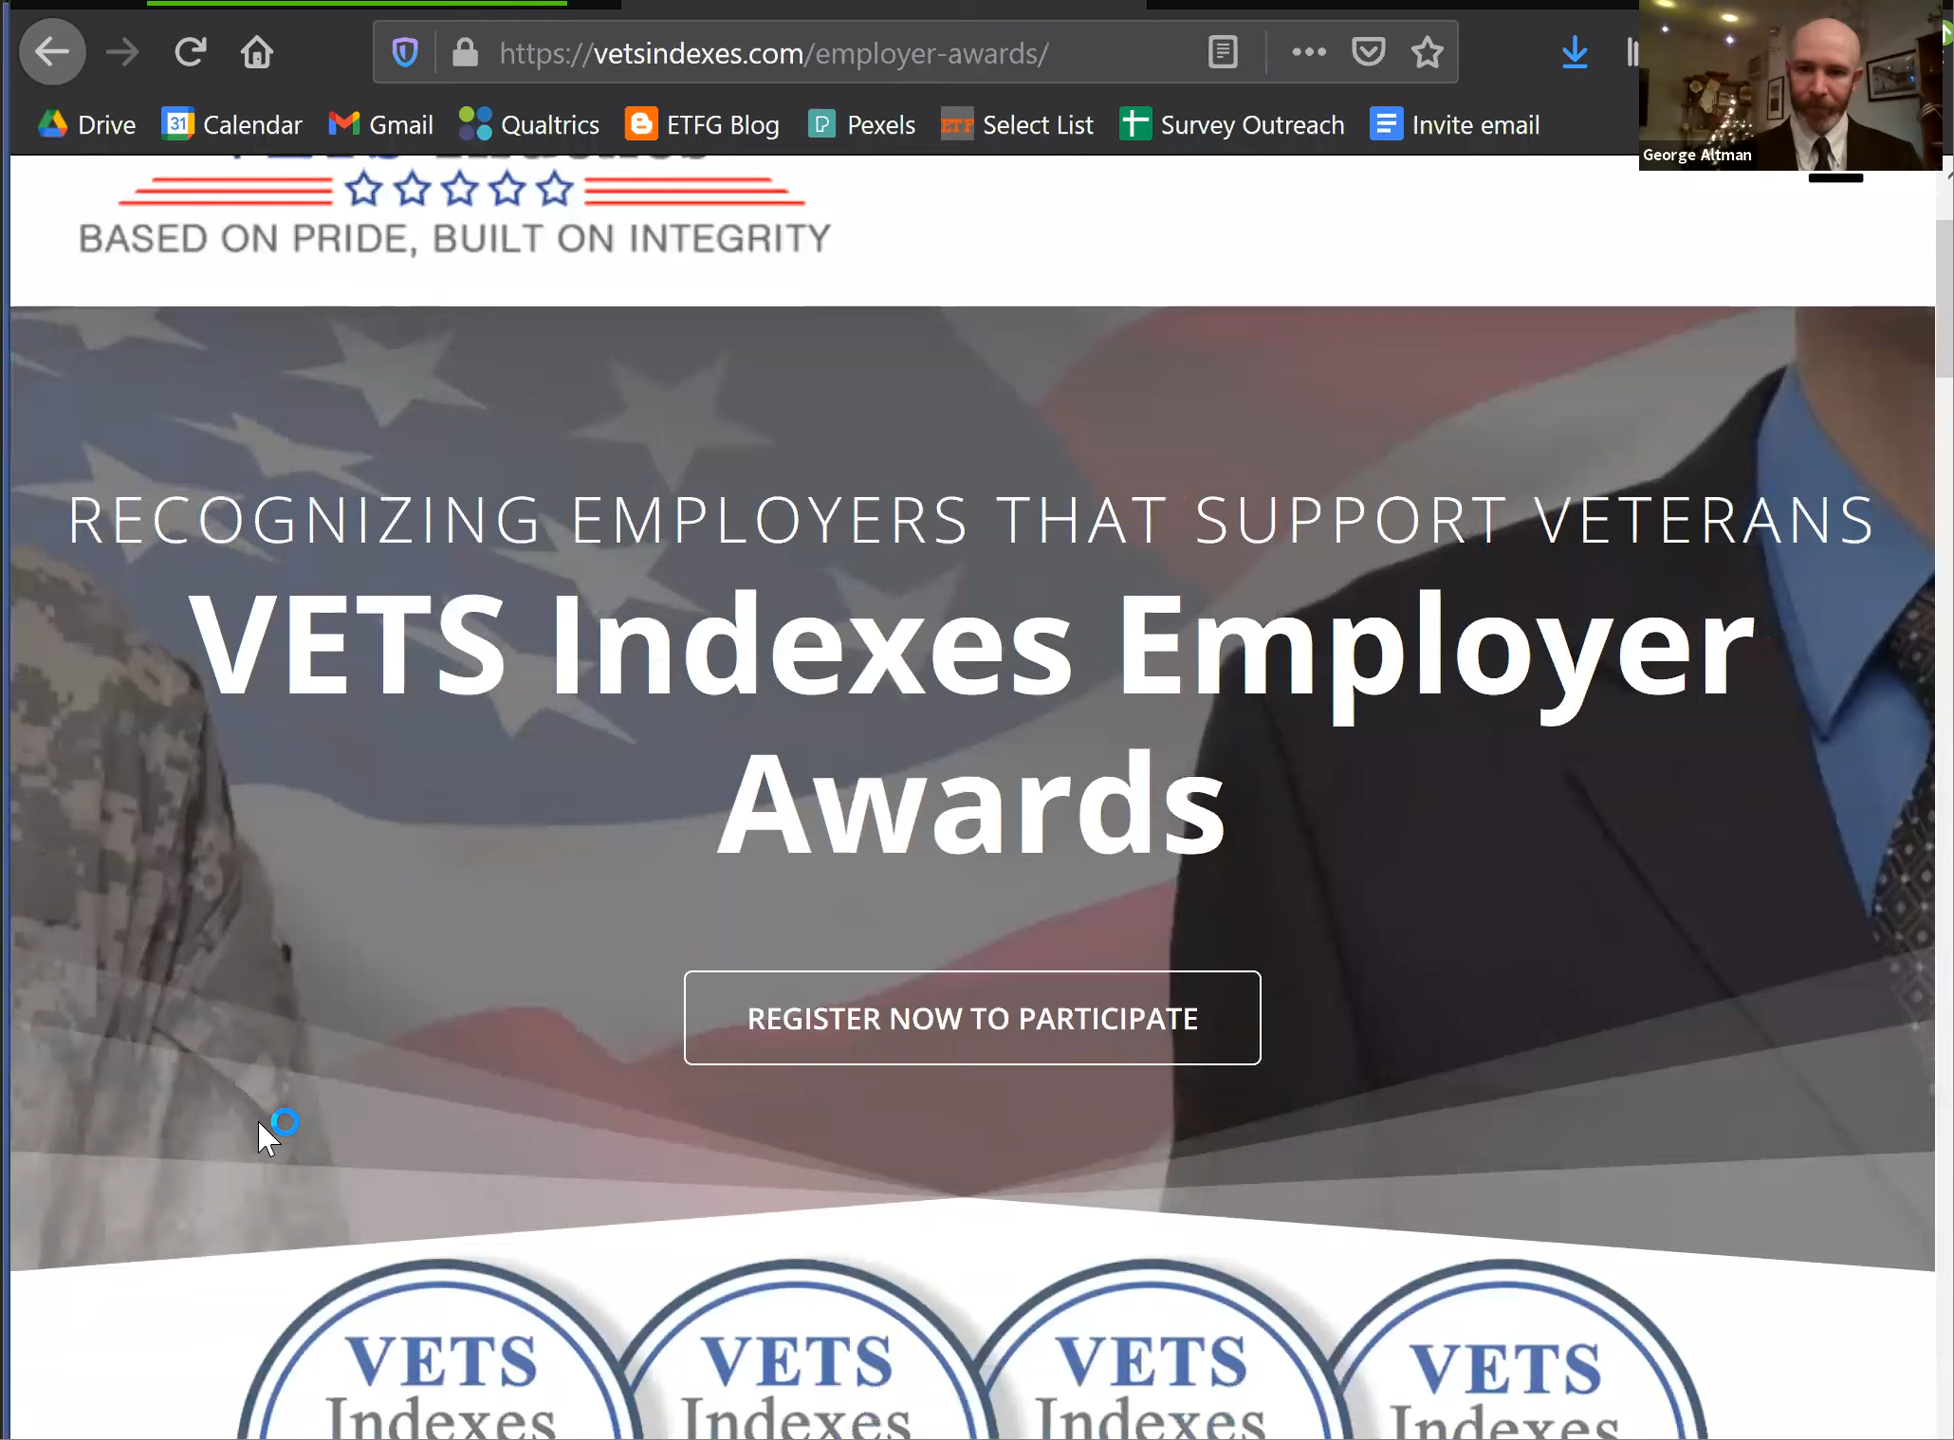 https://vetsindexes.com/employer-awards/
Drive 31 Calendar Gmail Qualtrics ETFG Blog P Pexels ETF Select List Survey Outreach Invite email
George Altman
BASED ON PRIDE, BUILT ON INTEGRITY
RECOGNIZING EMPLOYERS THAT SUPPORT VETERANS
VETS Indexes Employer
Awards
REGISTER NOW TO PARTICIPATE
VETS VETS VETS VETS
Indexes Indexes Indexes Indexes